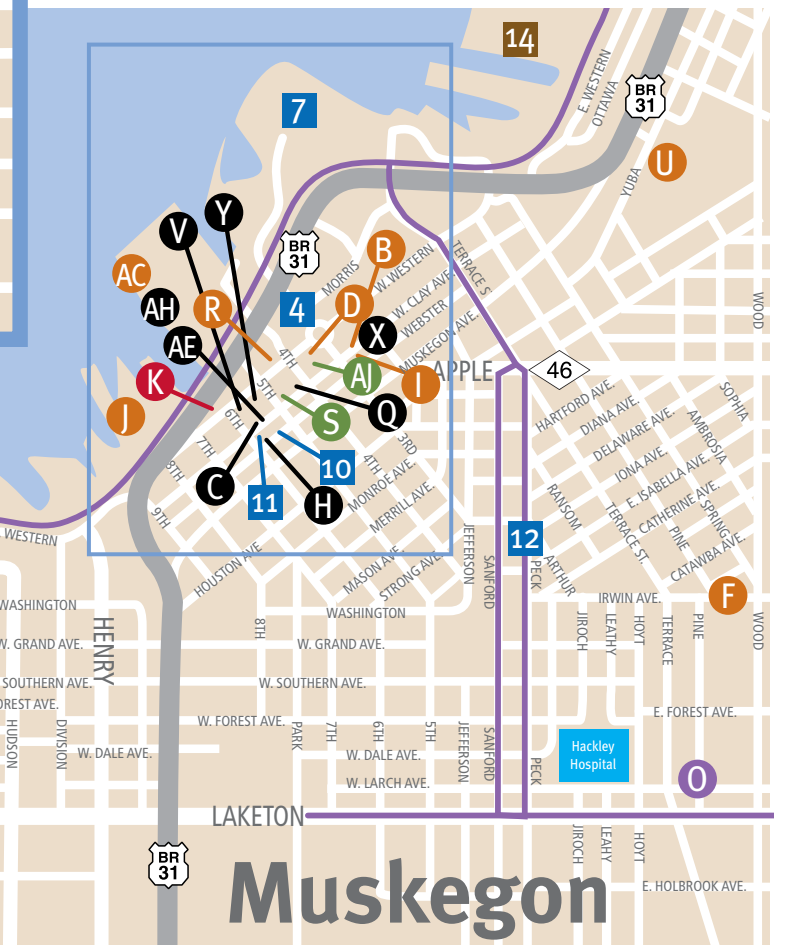 14
E. WESTERN
OTTAWA
BR
31
7
U
YUBA
Y
V
B
BR
31
W. WESTERN
TERRACE S
MORRIS
AC
W. CLAY AVE.
AH
R
4
D
WEBSTER
WOOD
X
MUSKEGON AVE.
AE
4TH
APPLE
46
K
AJ
I
5TH
HARTFORD AVE.
SOPHIA
J
6TH
S
Q
DIANA AVE.
AMBROSIA
7TH
3RD
DELAWARE AVE.
8TH
10
4TH
IONA AVE.
C
11
H
MONROE AVE.
E. ISABELLA AVE.
9TH
MERRILL AVE.
RANSOM
TERRACE ST.
CATHERINE AVE.
SPRING
WESTERN
12
PINE
CATAWBA AVE.
HOUSTON AVE
MASON AVE.
STRONG AVE.
JEFFERSON
SANFORD
PECK
ARTHUR
F
IRWIN AVE.
WASHINGTON
WASHINGTON
HENRY
8TH
JIROCH
LEATHY
HOYT
TERRACE
PINE
WOOD
W. GRAND AVE.
W. GRAND AVE.
SOUTHERN AVE.
W. SOUTHERN AVE.
OREST AVE.
W. FOREST AVE.
E. FOREST AVE.
HUDSON
DIVISION
PARK
7TH
6TH
5TH
JEFFERSON
SANFORD
PECK
W. DALE AVE.
W. DALE AVE.
Hackley
Hospital
W. LARCH AVE.
O
LAKETON
JIROCH
LEAHY
HOYT
BR
31
Muskegon
E. HOLBROOK AVE.